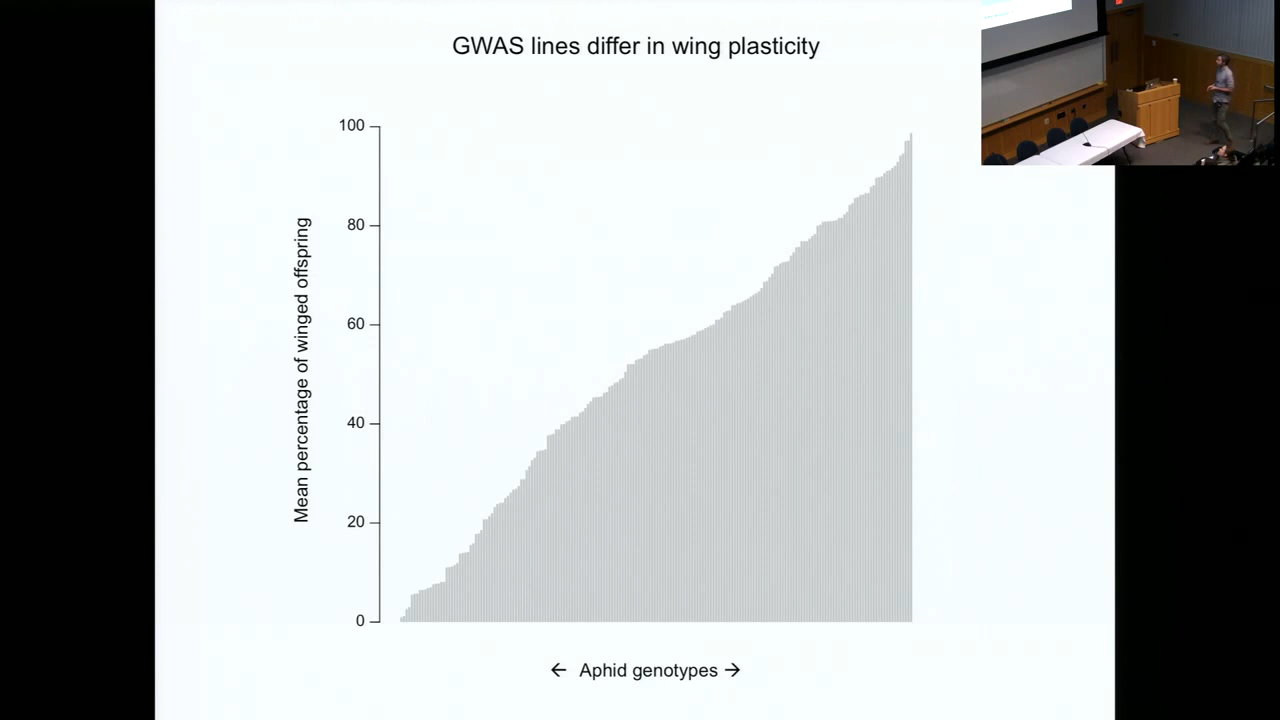 GWAS lines differ in wing plasticity
100
80
60
40
20
0
Mean percentage of winged offspring
← Aphid genotypes →